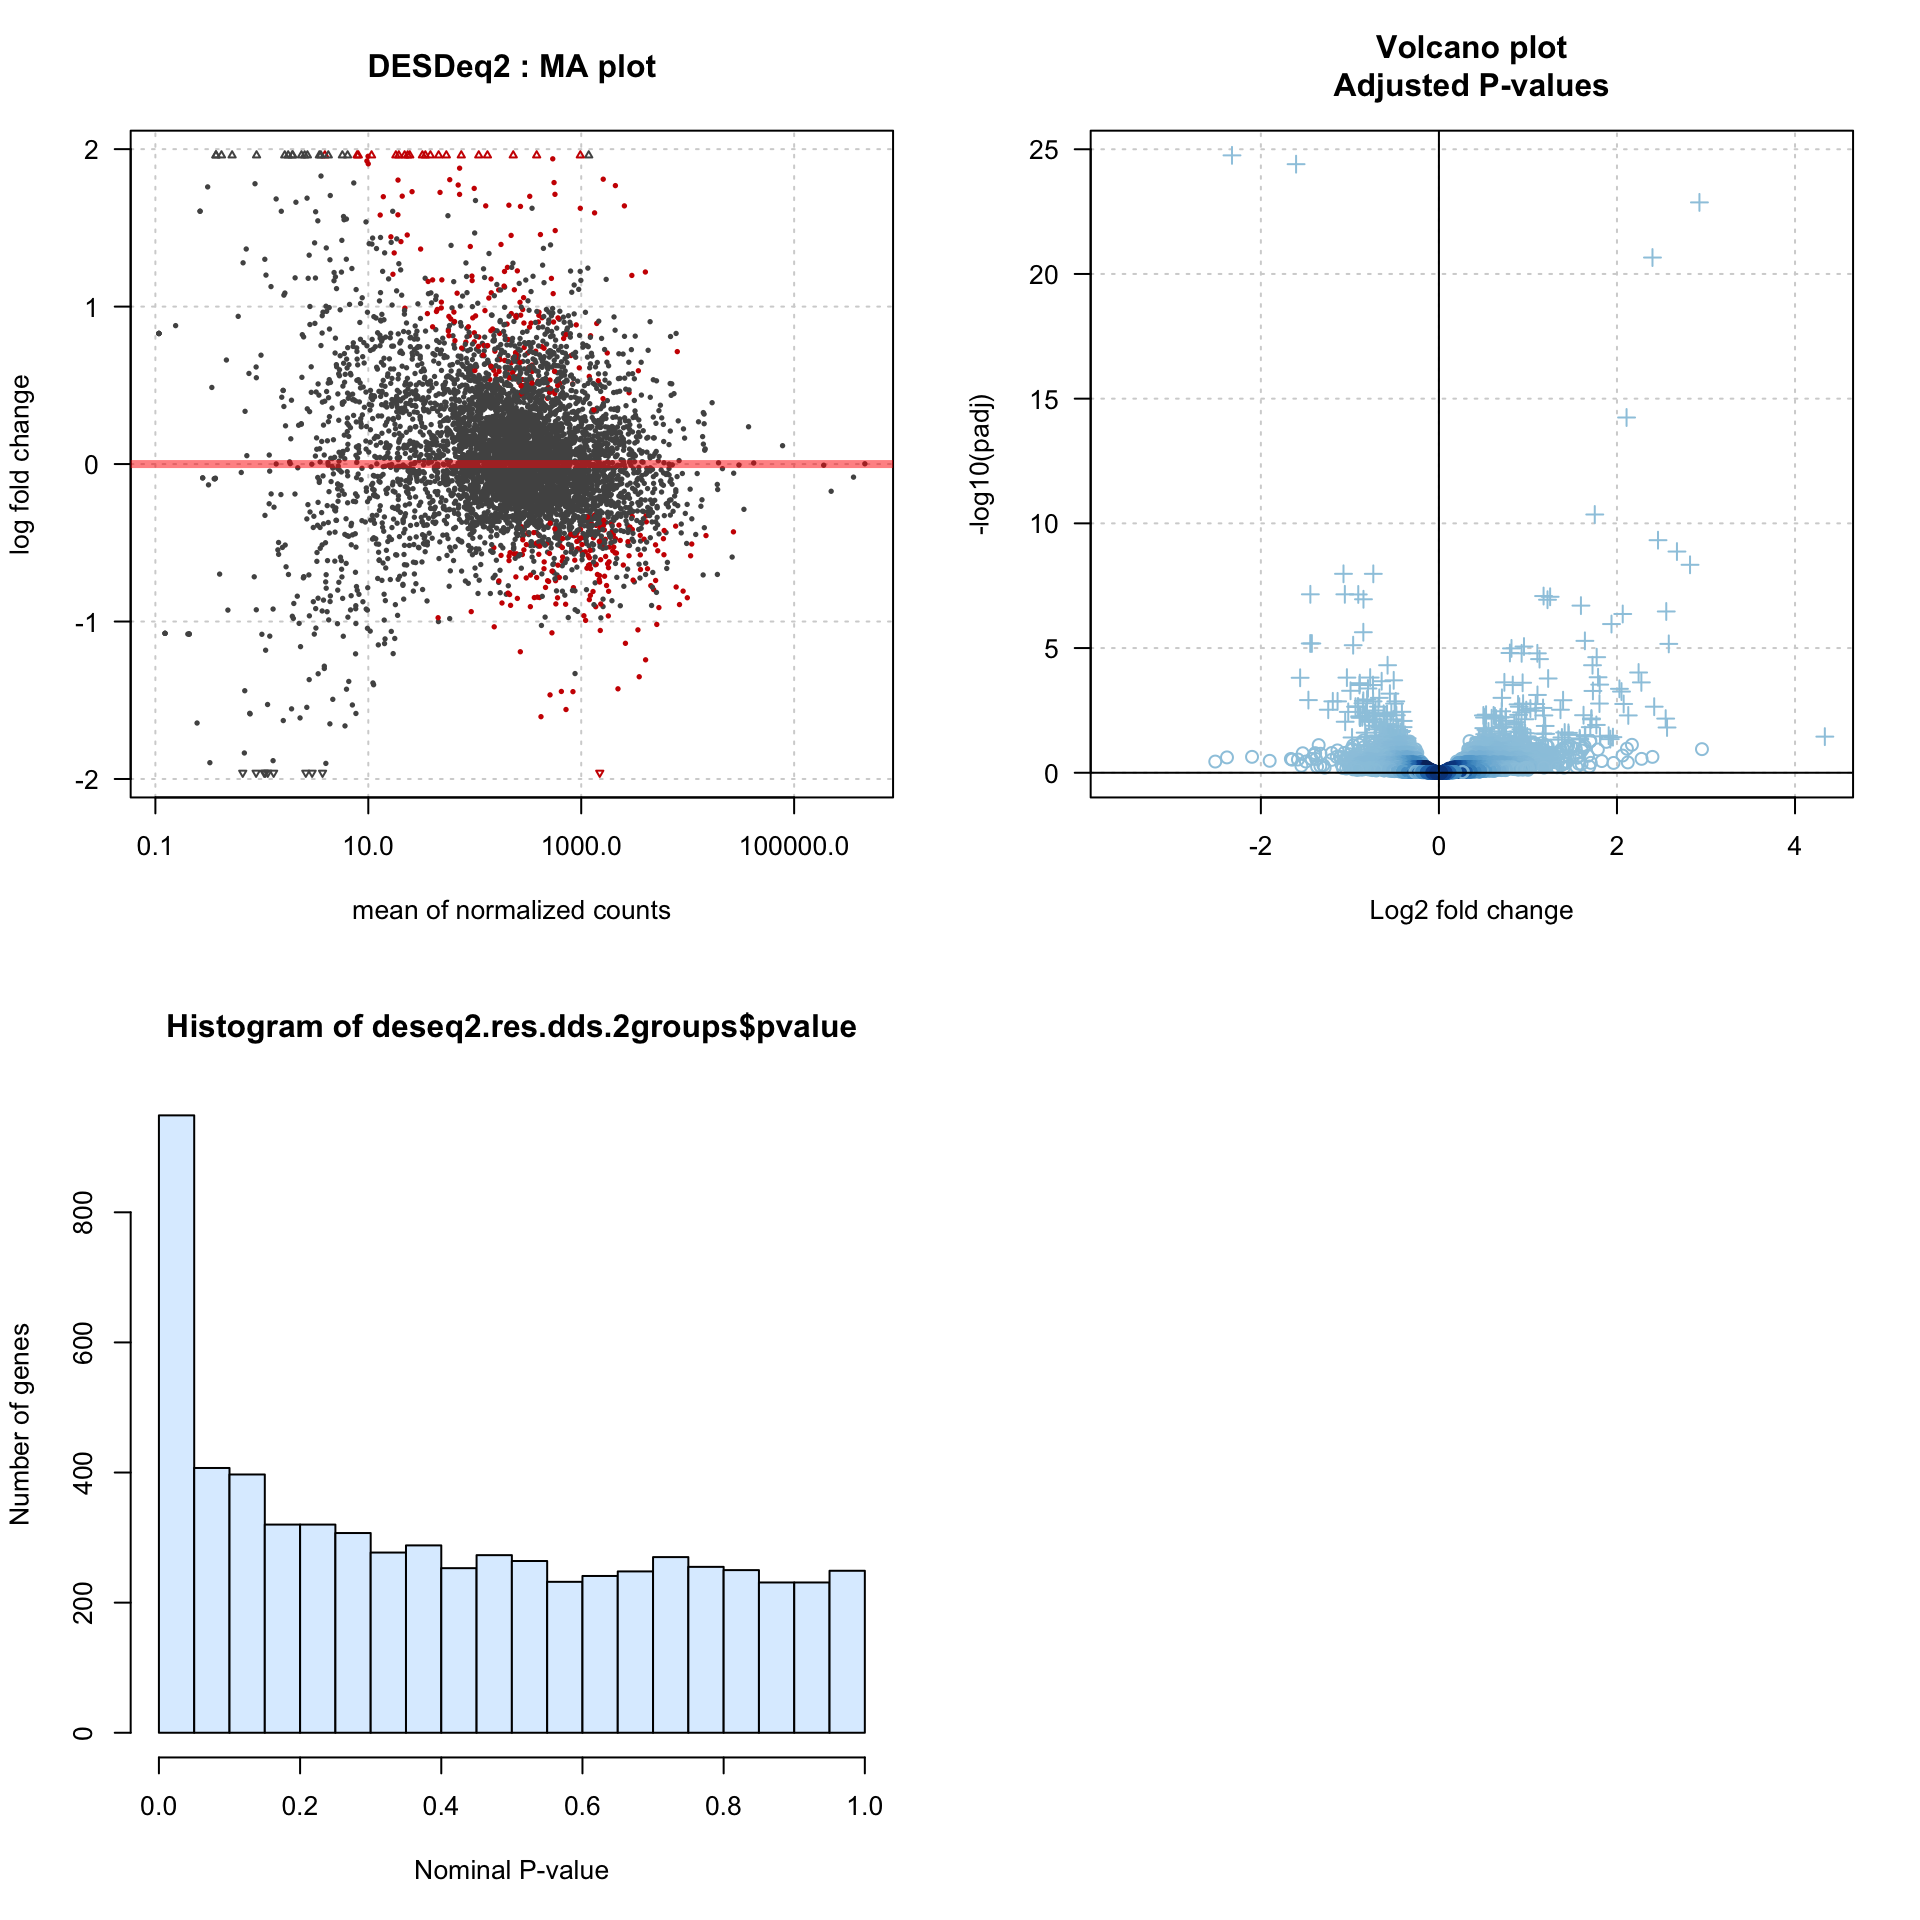 DESDeq2 : MA plot
log fold change
2
1
0
-1
-2
0.1 10.0 1000.0 100000.0
mean of normalized counts
Volcano plot
Adjusted P-values
-log10(padj)
25
20
15
10
5
0
-2 0 2 4
Log2 fold change
Histogram of deseq2.res.dds.2groups$pvalue
Number of genes
800
600
400
200
0
0.0 0.2 0.4 0.6 0.8 1.0
Nominal P-value